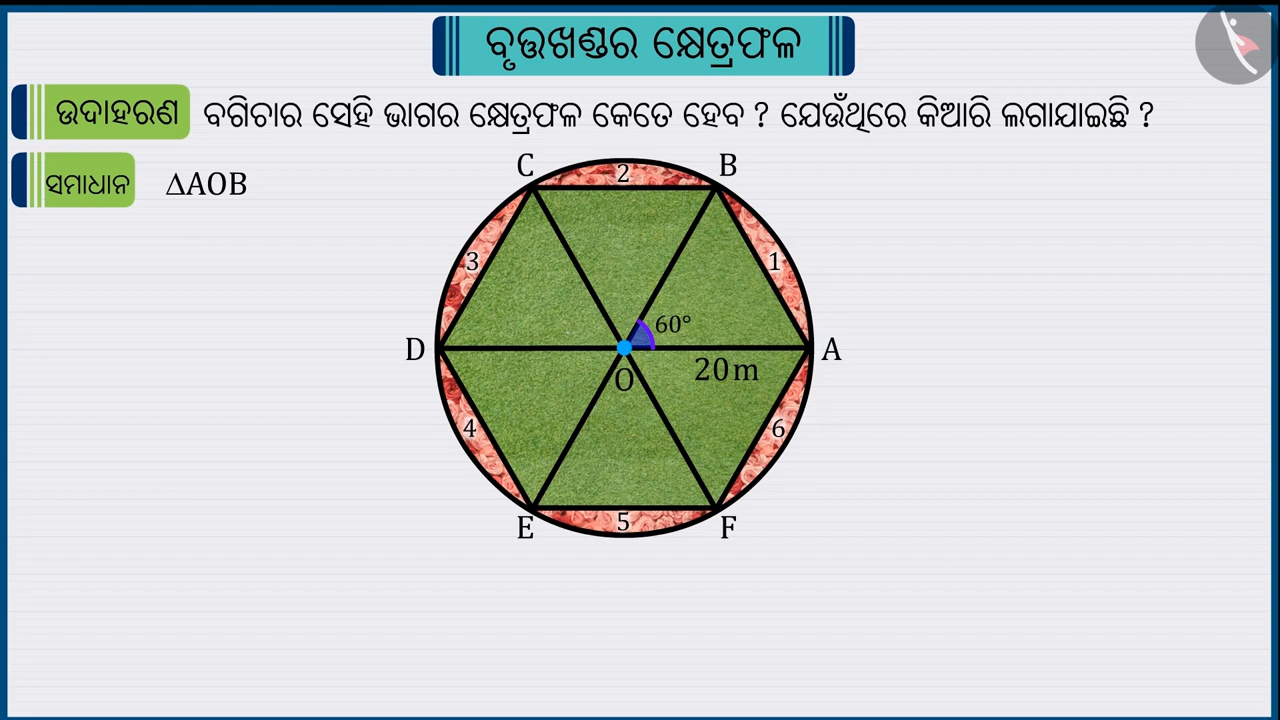 ବୃତ୍ତଖଣ୍ଡର କ୍ଷେତ୍ରଫଳ
ଉଦାହରଣ ବଗିଚାର ସେହି ଭାଗର କ୍ଷେତ୍ରଫଳ କେତେ ହେବ ? ଯେଉଁଥିରେ କିଆରି ଲଗାଯାଇଛି ?
ସମାଧାନ ΔAOB
C 2 B
3 1
60°
D A
O 20m
4 6
E 5 F